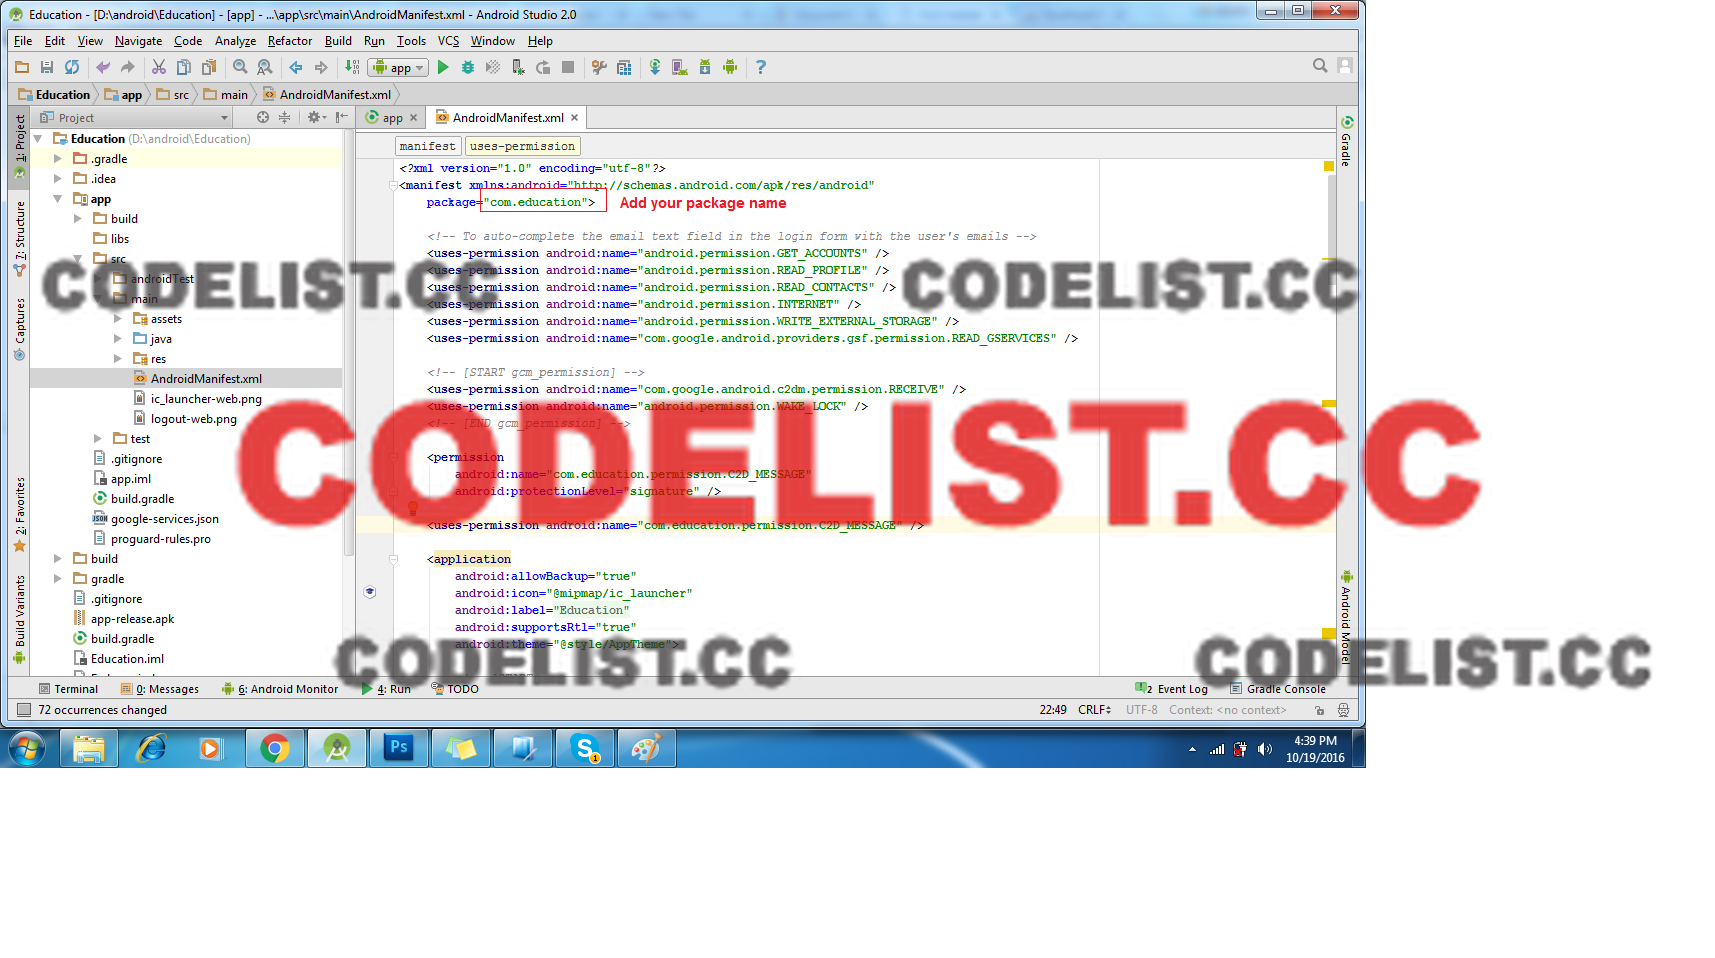 Education - [D:\android\Education] - [app] - ...\app\src\main\AndroidManifest.xml - Android Studio 2.0
File Edit View Navigate Code Analyze Refactor Build Run Tools VCS Window Help
app
Education app src main AndroidManifest.xml
Project
app AndroidManifest.xml
manifest uses-permission
1: Project
7: Structure
Captures
2: Favorites
Build Variants
Education (D:\android\Education)
.gradle
.idea
app
build
libs
src
androidTest
main
assets
java
res
AndroidManifest.xml
ic_launcher-web.png
logout-web.png
test
.gitignore
app.iml
build.gradle
google-services.json
proguard-rules.pro
build
gradle
.gitignore
app-release.apk
build.gradle
Education.iml
<?xml version="1.0" encoding="utf-8"?>
<manifest xmlns:android="http://schemas.android.com/apk/res/android"
package="com.education"> Add your package name
<!-- To auto-complete the email text field in the login form with the user's emails -->
<uses-permission android:name="android.permission.GET_ACCOUNTS" />
<uses-permission android:name="android.permission.READ_PROFILE" />
<uses-permission android:name="android.permission.READ_CONTACTS" />
<uses-permission android:name="android.permission.INTERNET" />
<uses-permission android:name="android.permission.WRITE_EXTERNAL_STORAGE" />
<uses-permission android:name="com.google.android.providers.gsf.permission.READ_GSERVICES" />
<!-- [START gcm_permission] -->
<uses-permission android:name="com.google.android.c2dm.permission.RECEIVE" />
<uses-permission android:name="android.permission.WAKE_LOCK" />
<!-- [END gcm_permission] -->
<permission
android:name="com.education.permission.C2D_MESSAGE"
android:protectionLevel="signature" />
<uses-permission android:name="com.education.permission.C2D_MESSAGE" />
<application
android:allowBackup="true"
android:icon="@mipmap/ic_launcher"
android:label="Education"
android:supportsRtl="true"
android:theme="@style/AppTheme">
Gradle
Android Model
CODELIST.CC
CODELIST.CC
CODELIST.CC
CODELIST.CC
CODELIST.CC
Terminal 0: Messages 6: Android Monitor 4: Run TODO 2 Event Log Gradle Console
72 occurrences changed 22:49 CRLF UTF-8 Context: <no context>
Ps S 1
4:39 PM
10/19/2016